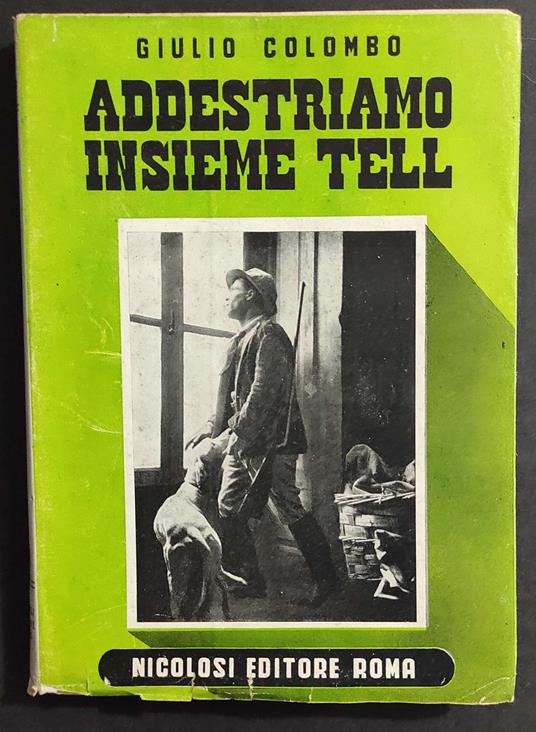 GIULIO COLOMBO
ADDESTRIAMO
INSIEME TELL
NICOLOSI EDITORE ROMA